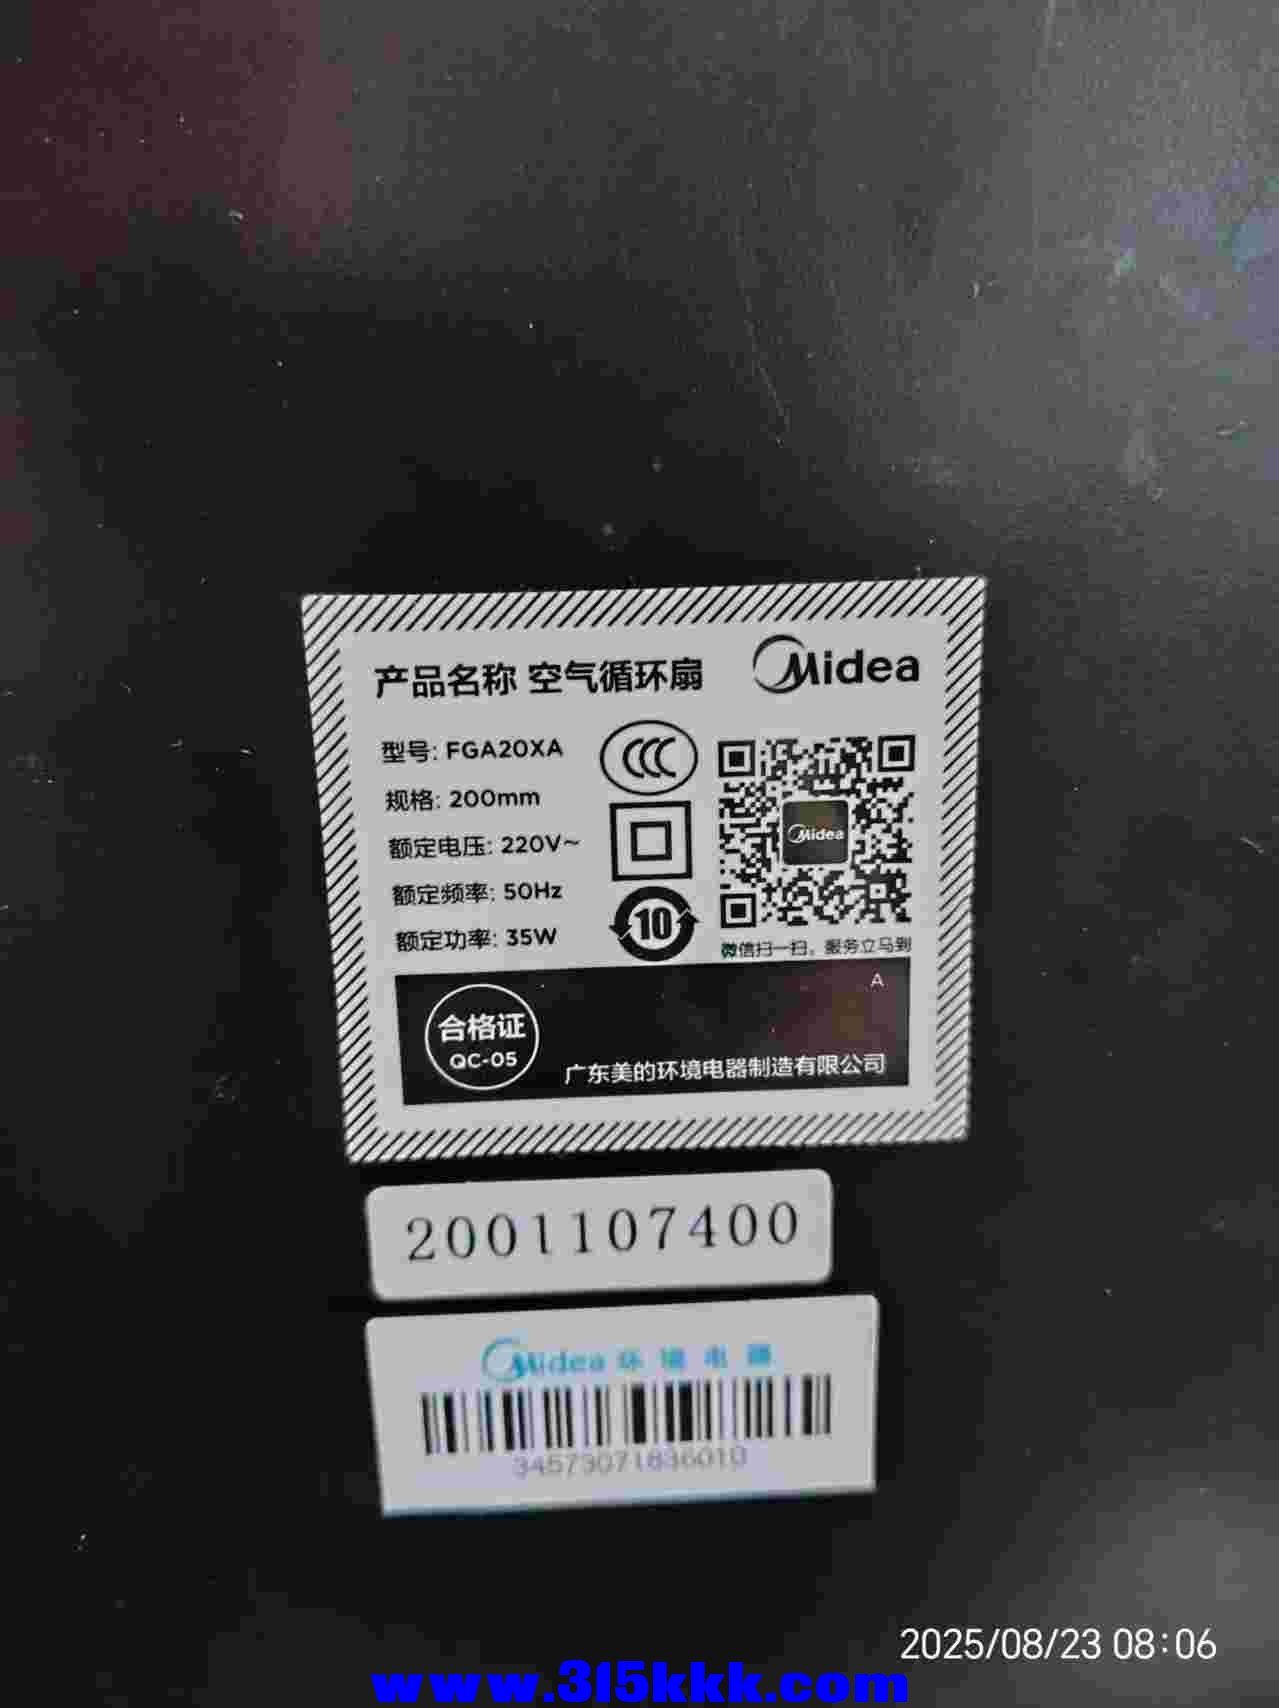 产品名称 空气循环扇
Midea
型号: FGA20XA
规格: 200mm
额定电压: 220V~
额定频率: 50Hz
额定功率: 35W
10
Midea
微信扫一扫，服务立马到
A
合格证
QC-05
广东美的环境电器制造有限公司
2001107400
Midea 环境电器
34573071836010
2025/08/23 08:06
www.315kkk.com